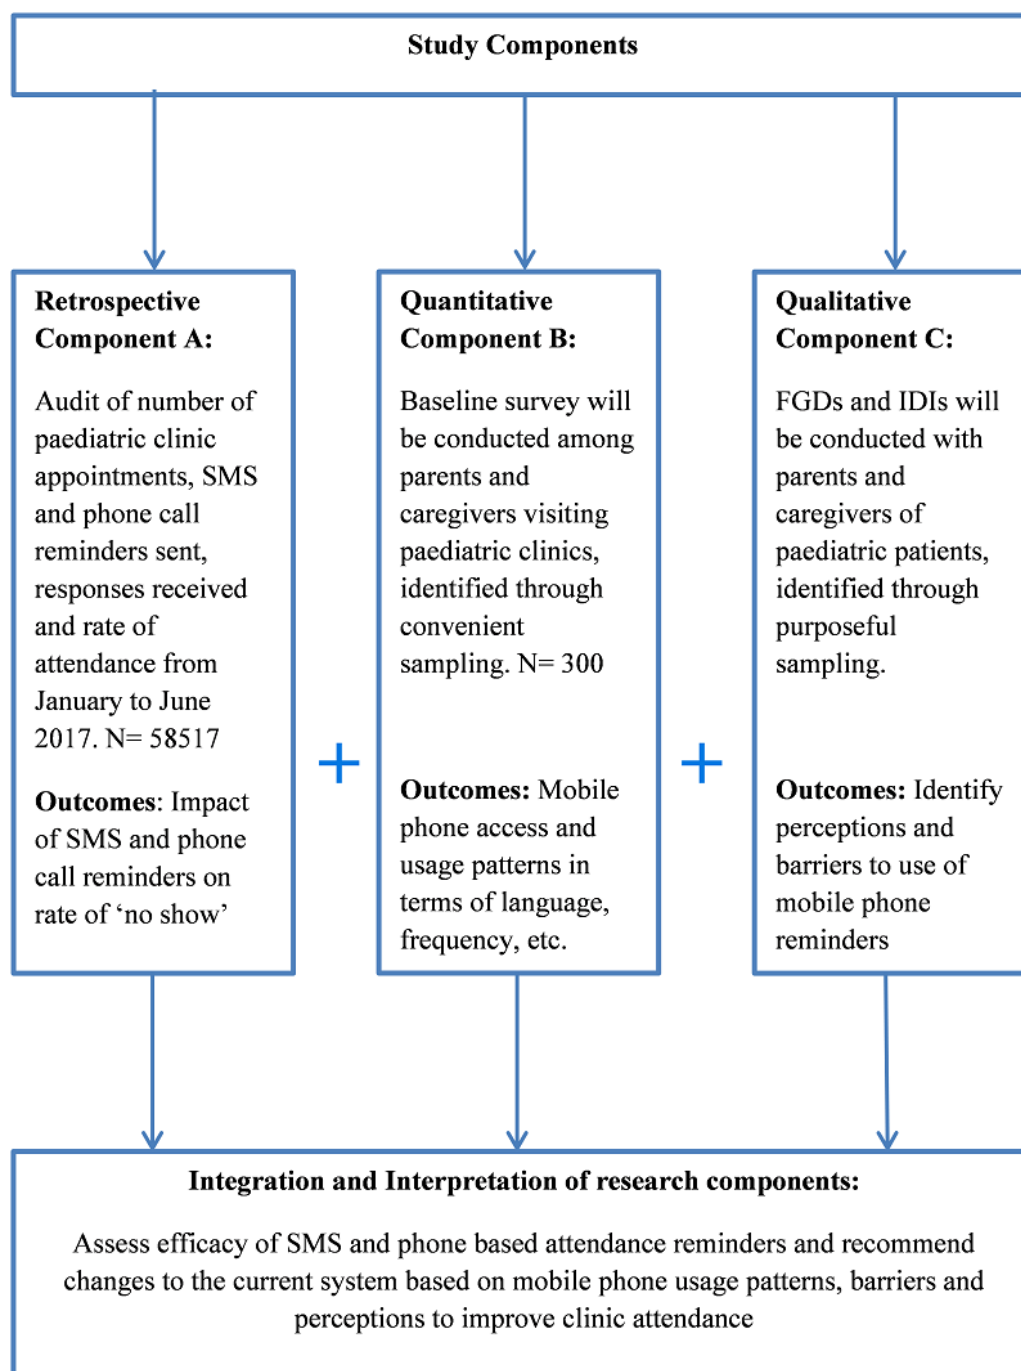 Study Components
Retrospective
Component A:
Audit of number of
paediatric clinic
appointments, SMS
and phone call
reminders sent,
responses received
and rate of
attendance from
January to June
2017. N= 58517
Outcomes: Impact
of SMS and phone
call reminders on
rate of ‘no show’
+
Quantitative
Component B:
Baseline survey will
be conducted among
parents and
caregivers visiting
paediatric clinics,
identified through
convenient
sampling. N= 300
Outcomes: Mobile
phone access and
usage patterns in
terms of language,
frequency, etc.
+
Qualitative
Component C:
FGDs and IDIs will
be conducted with
parents and
caregivers of
paediatric patients,
identified through
purposeful
sampling.
Outcomes: Identify
perceptions and
barriers to use of
mobile phone
reminders
Integration and Interpretation of research components:
Assess efficacy of SMS and phone based attendance reminders and recommend
changes to the current system based on mobile phone usage patterns, barriers and
perceptions to improve clinic attendance